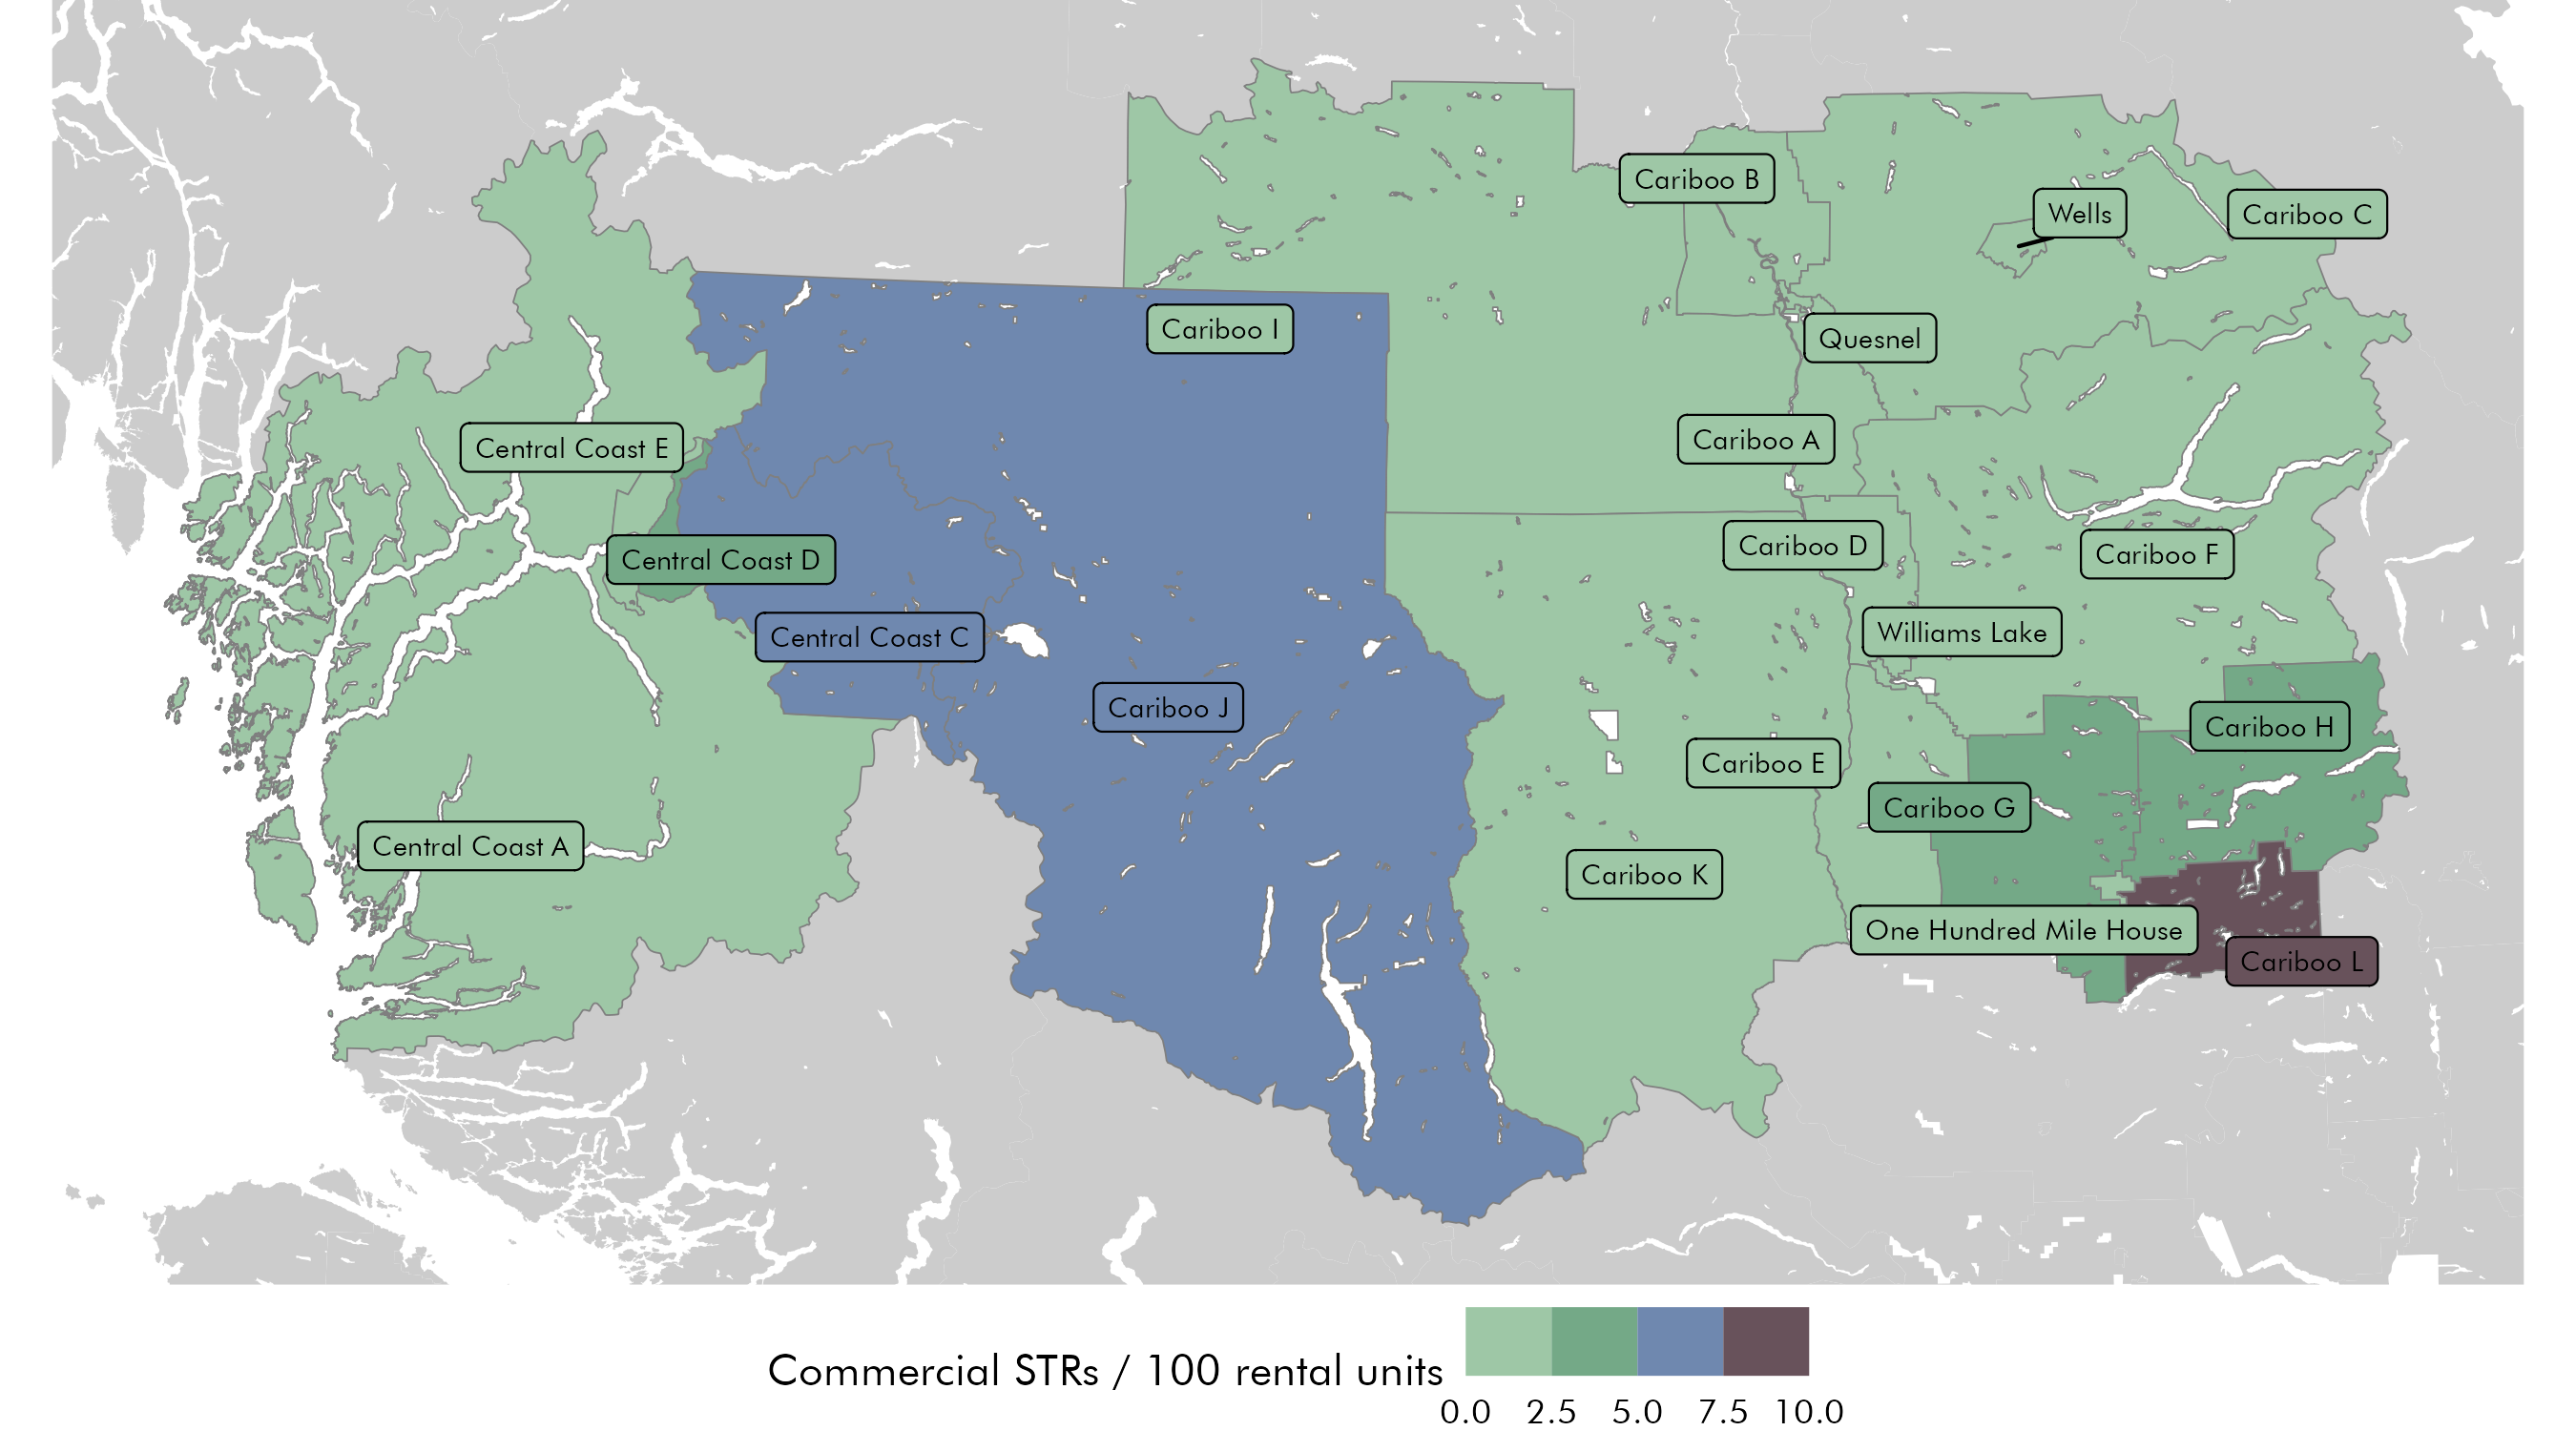 Cariboo B
Wells
Cariboo C
Cariboo I
Quesnel
Cariboo A
Central Coast E
Cariboo D
Cariboo F
Central Coast D
Williams Lake
Central Coast C
Cariboo J
Cariboo H
Cariboo E
Cariboo G
Central Coast A
Cariboo K
One Hundred Mile House
Cariboo L
Commercial STRs / 100 rental units
0.0 2.5 5.0 7.5 10.0